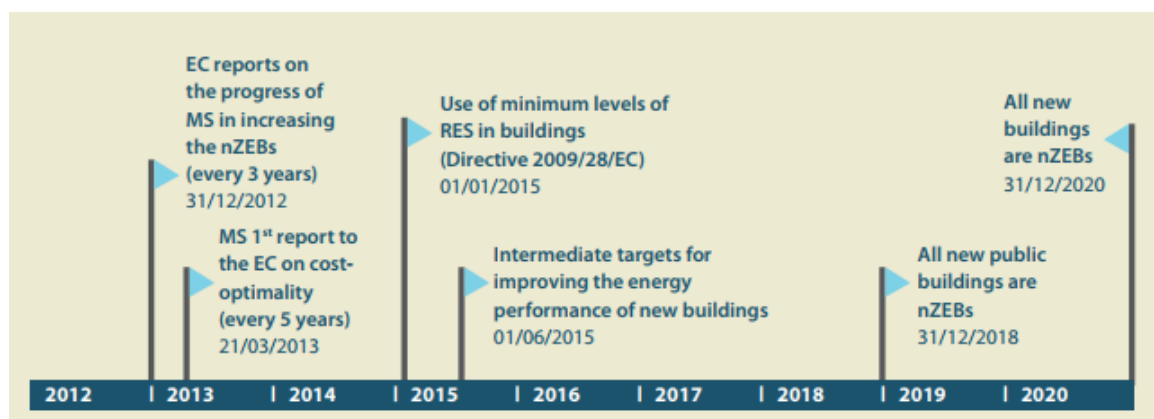 EC reports on
the progress of
MS in increasing
the nZEBs
(every 3 years)
31/12/2012
MS 1st report to
the EC on cost-
optimality
(every 5 years)
21/03/2013
Use of minimum levels of
RES in buildings
(Directive 2009/28/EC)
01/01/2015
Intermediate targets for
improving the energy
performance of new buildings
01/06/2015
All new public
buildings are
nZEBs
31/12/2018
All new
buildings
are nZEBs
31/12/2020
2012 | 2013 | 2014 | 2015 | 2016 | 2017 | 2018 | 2019 | 2020